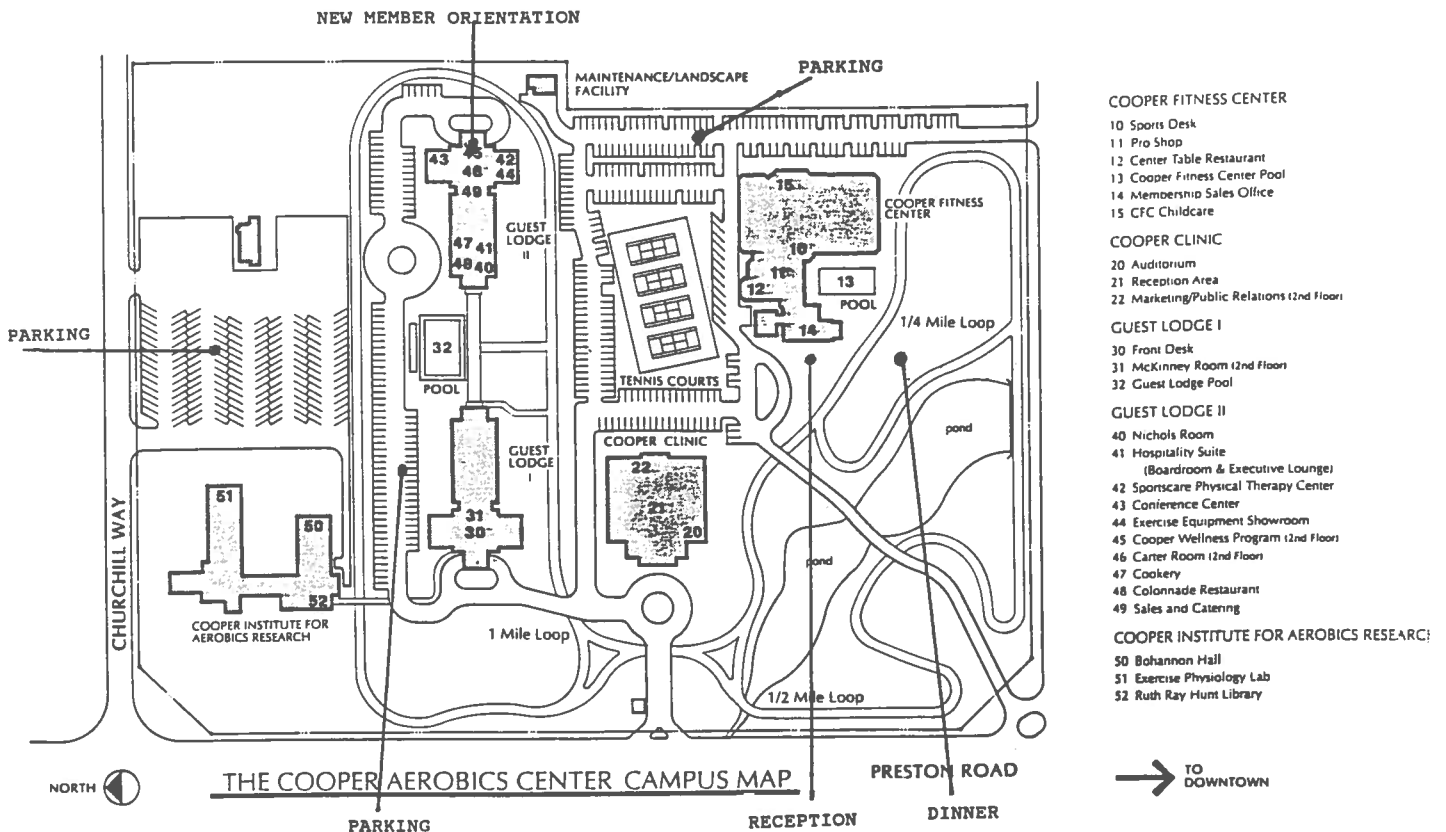 NEW MEMBER ORIENTATION
PARKING
MAINTENANCE/LANDSCAPE
FACILITY
43
45
42
46
44
49
GUEST
LODGE
II
47
41
48
40
15
COOPER FITNESS
CENTER
10
11
12
13
POOL
14
1/4 Mile Loop
PARKING
32
POOL
TENNIS COURTS
pond
COOPER CLINIC
GUEST
LODGE
I
22
21
20
31
30
51
50
52
pond
CHURCHILL WAY
COOPER INSTITUTE FOR
AEROBICS RESEARCH
1 Mile Loop
1/2 Mile Loop
NORTH
THE COOPER AEROBICS CENTER CAMPUS MAP
PRESTON ROAD
PARKING
RECEPTION
DINNER
COOPER FITNESS CENTER
10 Sports Desk
11 Pro Shop
12 Center Table Restaurant
13 Cooper Fitness Center Pool
14 Membership Sales Office
15 CFC Childcare
COOPER CLINIC
20 Auditorium
21 Reception Area
22 Marketing/Public Relations (2nd Floor)
GUEST LODGE I
30 Front Desk
31 McKinney Room (2nd Floor)
32 Guest Lodge Pool
GUEST LODGE II
40 Nichols Room
41 Hospitality Suite
(Boardroom & Executive Lounge)
42 Sportscare Physical Therapy Center
43 Conference Center
44 Exercise Equipment Showroom
45 Cooper Wellness Program (2nd Floor)
46 Carter Room (2nd Floor)
47 Cookery
48 Colonnade Restaurant
49 Sales and Catering
COOPER INSTITUTE FOR AEROBICS RESEARCH
50 Bohannon Hall
51 Exercise Physiology Lab
52 Ruth Ray Hunt Library
TO
DOWNTOWN